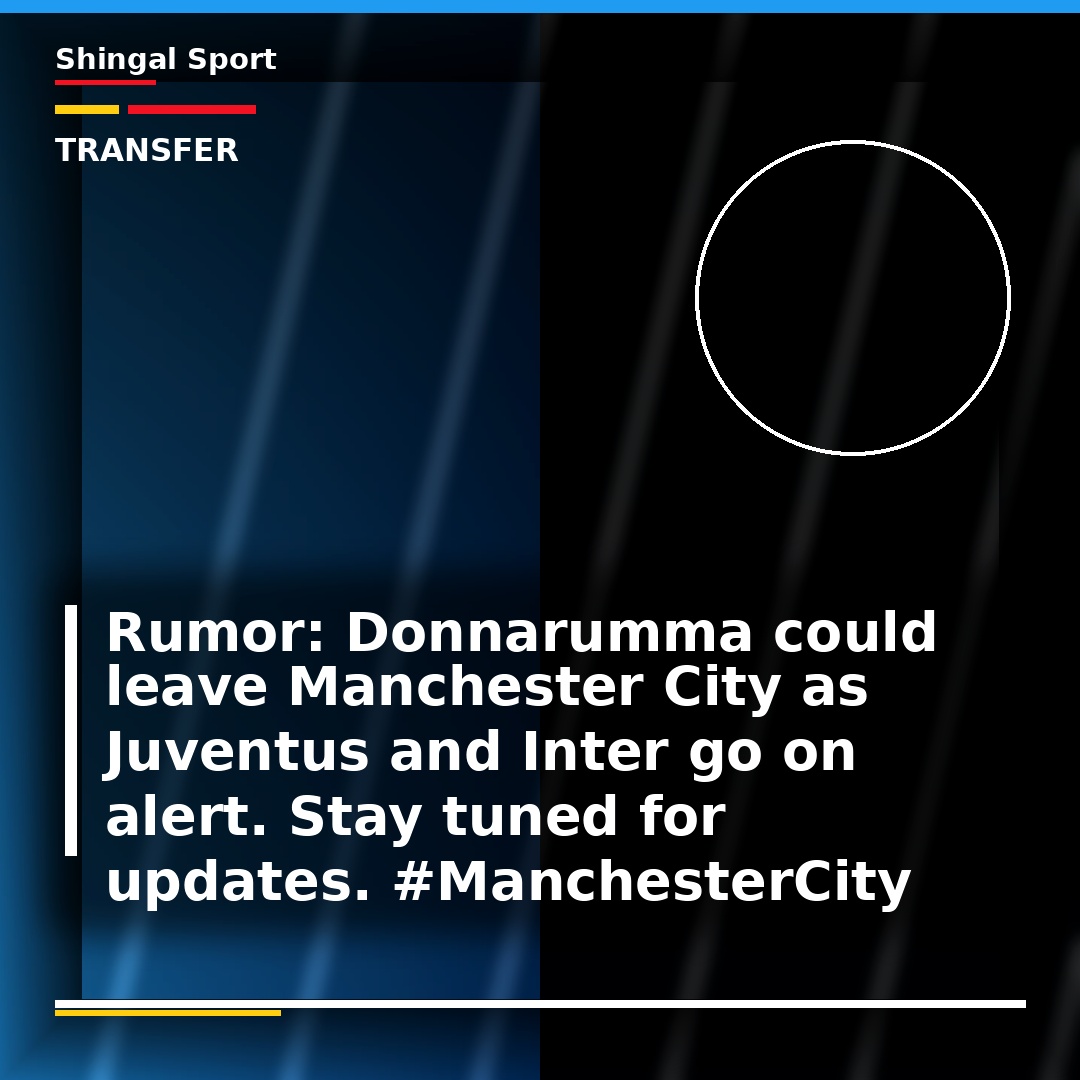 Shingal Sport
TRANSFER
Rumor: Donnarumma could
leave Manchester City as
Juventus and Inter go on
alert. Stay tuned for
updates. #ManchesterCity